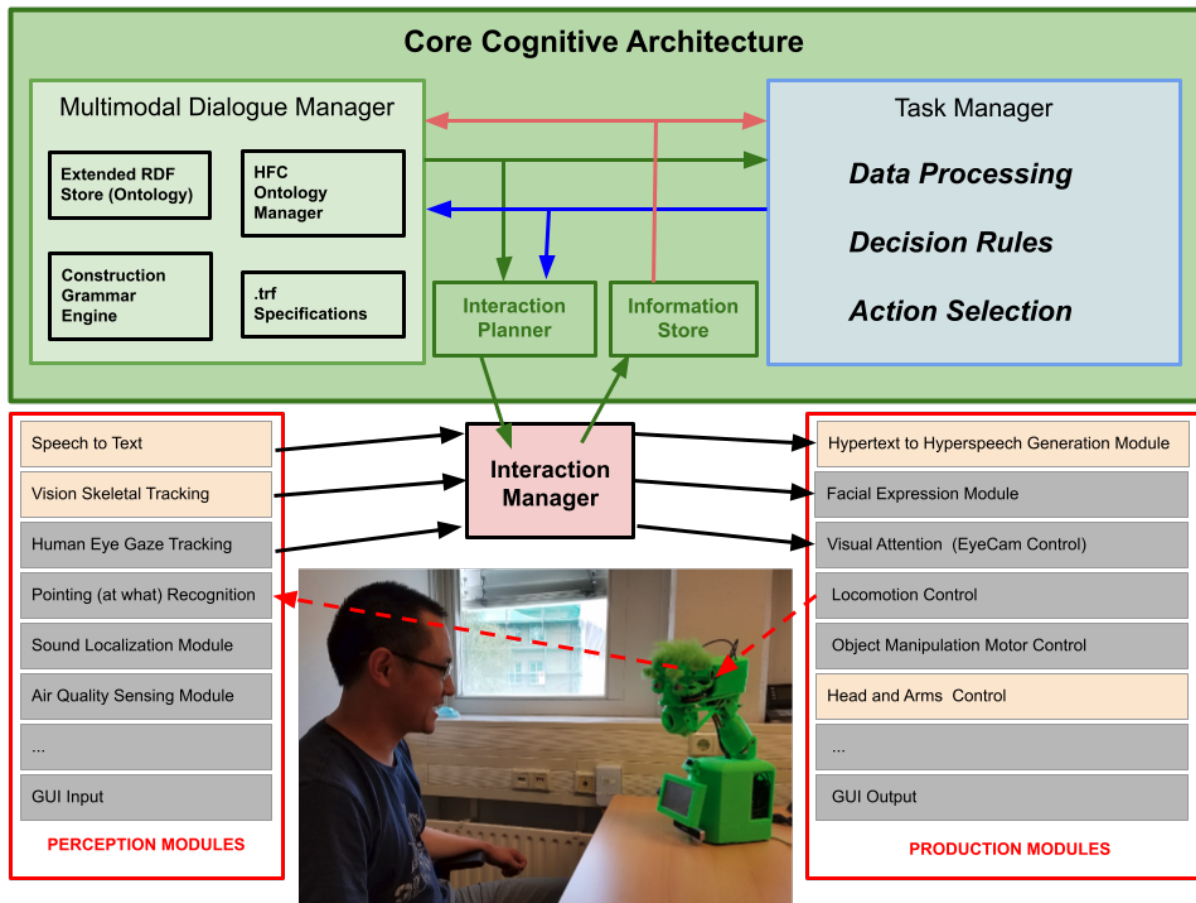 Core Cognitive Architecture
Multimodal Dialogue Manager
Extended RDF
Store (Ontology)
HFC
Ontology
Manager
Construction
Grammar
Engine
.trf
Specifications
Interaction
Planner
Information
Store
Task Manager
Data Processing
Decision Rules
Action Selection
Speech to Text
Vision Skeletal Tracking
Human Eye Gaze Tracking
Pointing (at what) Recognition
Sound Localization Module
Air Quality Sensing Module
...
GUI Input
PERCEPTION MODULES
Interaction
Manager
Hypertext to Hyperspeech Generation Module
Facial Expression Module
Visual Attention (EyeCam Control)
Locomotion Control
Object Manipulation Motor Control
Head and Arms Control
...
GUI Output
PRODUCTION MODULES